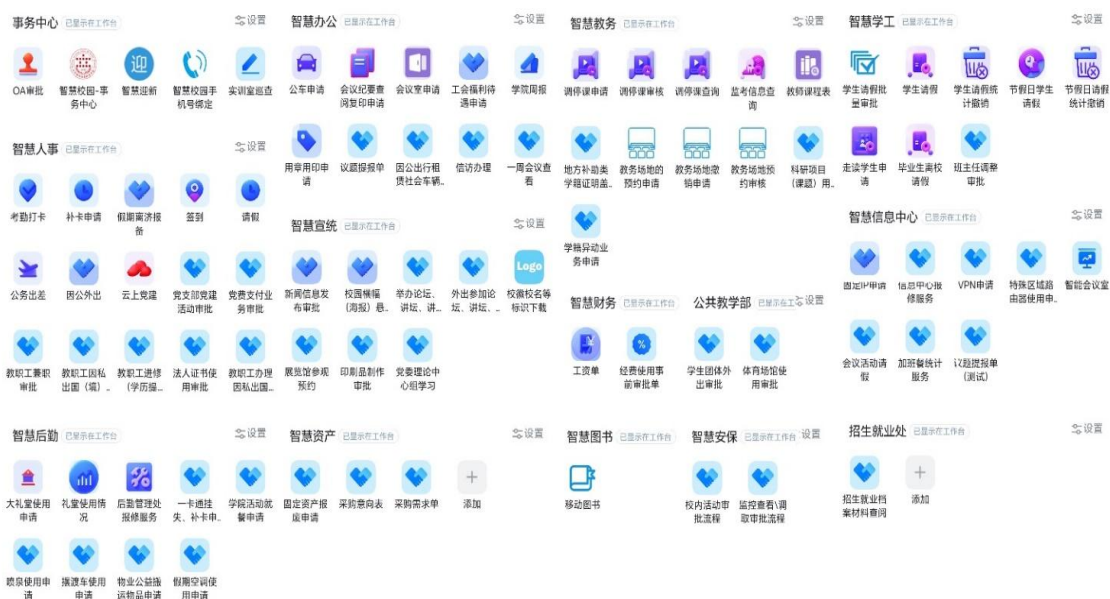 事务中心 已显示在工作台 设置
OA审批
智慧校园-事
务中心
智慧迎新
智慧校园手
机号绑定
实训室巡查
迎
智慧人事 已显示在工作台 设置
考勤打卡
补卡申请
假期离济报
备
签到
请假
公务出差
因公外出
云上党建
党支部党建
活动审批
党费支付业
务审批
教职工兼职
审批
教职工因私
出国（境）..
教职工进修
（学历提..
法人证书使
用审批
教职工办理
因私出国..
智慧后勤 已显示在工作台 设置
大礼堂使用
申请
礼堂使用情
况
后勤管理处
报修服务
一卡通挂
失、补卡申..
学院活动就
餐申请
喷泉使用申
请
摆渡车使用
申请
物业公益搬
运物品申请
假期空调使
用申请
智慧办公 已显示在工作台 设置
公车申请
会议纪要查
阅复印申请
会议室申请
工会福利待
遇申请
学院周报
用章用印申
请
议题提报单
因公出行租
赁社会车辆..
信访办理
一周会议查
看
智慧宣统 已显示在工作台 设置
新闻信息发
布审批
校园横幅
（海报）悬..
举办论坛、
讲坛、讲..
外出参加论
坛、讲坛、..
Logo
校徽校名等
标识下载
展览馆参观
预约
印刷品制作
审批
党委理论中
心组学习
智慧资产 已显示在工作台 设置
固定资产报
废申请
采购意向表
采购需求单
添加
智慧教务 已显示在工作台 设置
调停课申请
调停课审核
调停课查询
监考信息查
询
教师课程表
地方补助类
学籍证明盖..
教务场地的
预约申请
教务场地撤
销申请
教务场地预
约审核
科研项目
（课题）用..
学籍异动业
务申请
智慧财务 已显示在工作台
工资单
经费使用事
前审批单
公共教学部 已显示在工 设置
学生团体外
出审批
体育场馆使
用审批
智慧图书 已显示在工作台
移动图书
智慧安保 已显示在工作台 设置
校内活动审
批流程
监控查看\调
取审批流程
智慧学工 已显示在工作台 设置
学生请假批
量审批
学生请假
学生请假统
计撤销
节假日学生
请假
节假日请假
统计撤销
走读学生申
请
毕业生离校
请假
班主任调整
审批
智慧信息中心 已显示在工作台 设置
固定IP申请
信息中心报
修服务
VPN申请
特殊区域路
由器使用申..
智能会议室
会议活动请
假
加班餐统计
服务
议题提报单
（测试）
招生就业处 已显示在工作台 设置
招生就业档
案材料查阅
添加